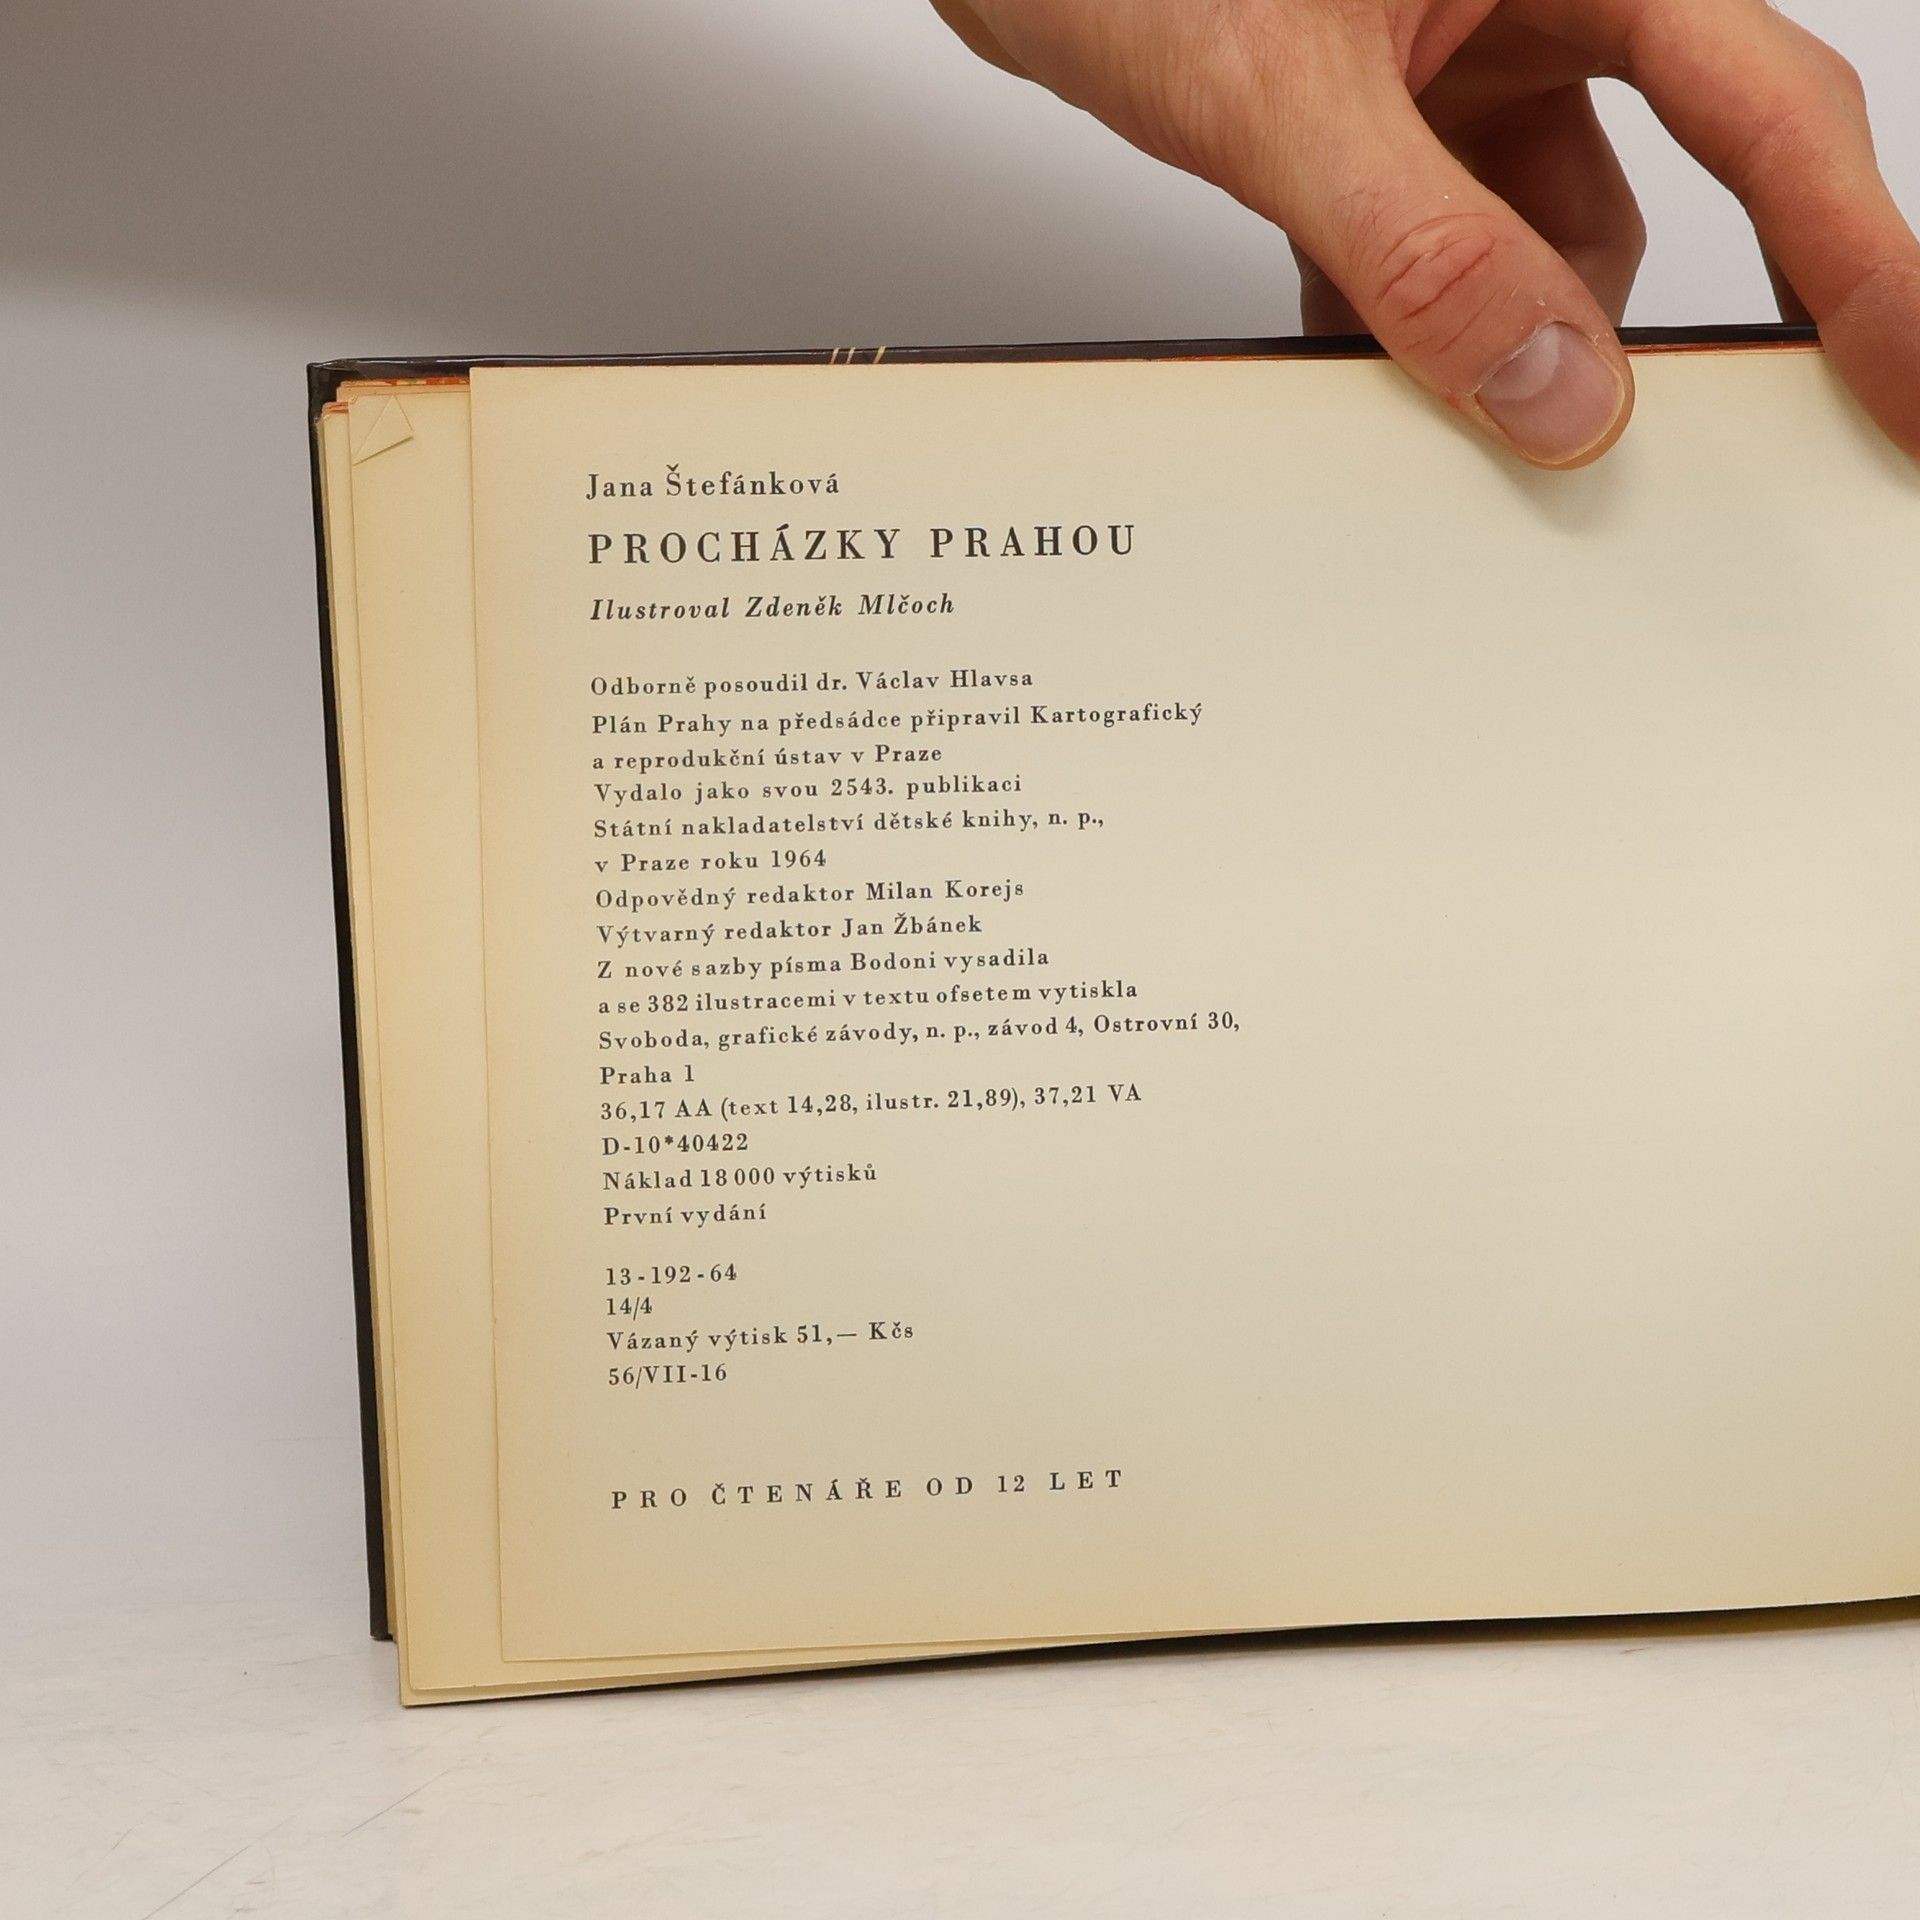 Jana Štefánková
PROCHÁZKY PRAHOU
Ilustroval Zdeněk Mlčoch
Odborně posoudil dr. Václav Hlavsa
Plán Prahy na předsádce připravil Kartografický
a reprodukční ústav v Praze
Vydalo jako svou 2543. publikaci
Státní nakladatelství dětské knihy, n. p.,
v Praze roku 1964
Odpovědný redaktor Milan Korejs
Výtvarný redaktor Jan Žbánek
Z nové sazby písma Bodoni vysadila
a se 382 ilustracemi v textu ofsetem vytiskla
Svoboda, grafické závody, n. p., závod 4, Ostrovní 30,
Praha 1
36,17 AA (text 14,28, ilustr. 21,89), 37,21 VA
D-10*40422
Náklad 18 000 výtisků
První vydání
13-192-64
14/4
Vázaný výtisk 51,— Kčs
56/VII-16
PRO ČTENÁŘE OD 12 LET